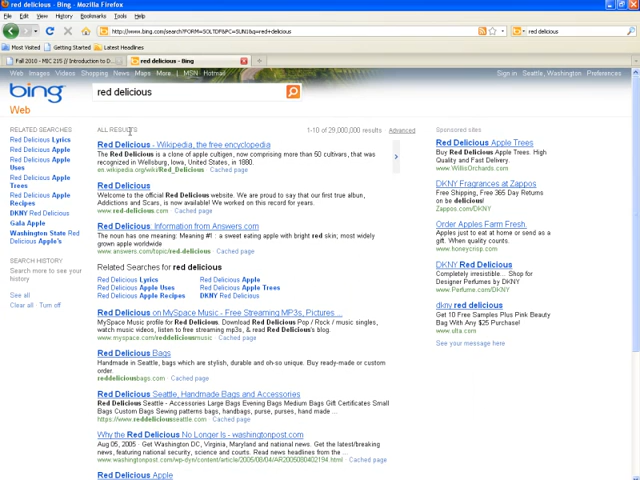 red delicious - Bing - Mozilla Firefox
File Edit View History Bookmarks Tools Help
http://www.bing.com/search?FORM=SOLTDF&PC=SUN1&q=red+delicious
red delicious
Most Visited Getting Started Latest Headlines
Fall 2010 - MIC 215 // Introduction to D...
red delicious - Bing
Web Images Videos Shopping News Maps More | MSN Hotmail
Sign in Seattle, Washington Preferences
bing
red delicious
Web
RELATED SEARCHES
Red Delicious Lyrics
Red Delicious Apple
Red Delicious Apple
Uses
Red Delicious Apple
Trees
Red Delicious Apple
Recipes
DKNY Red Delicious
Gala Apple
Washington State Red
Delicious Apple's
SEARCH HISTORY
Search more to see your
history
See all
Clear all · Turn off
ALL RESULTS
1-10 of 29,000,000 results · Advanced
Red Delicious - Wikipedia, the free encyclopedia
The Red Delicious is a clone of apple cultigen, now comprising more than 50 cultivars, that was
recognized in Wellsburg, Iowa, United States, in 1880.
en.wikipedia.org/wiki/Red_Delicious · Cached page
Red Delicious
Welcome to the official Red Delicious website. We are proud to say that our first true album,
Addictions and Scars, is now available! We worked on this record for years.
www.red-delicious.com · Cached page
Red Delicious: Information from Answers.com
The noun has one meaning: Meaning #1 : a sweet eating apple with bright red skin; most widely
grown apple worldwide
www.answers.com/topic/red-delicious · Cached page
Related Searches for red delicious
Red Delicious Lyrics
Red Delicious Apple
Red Delicious Apple Uses
Red Delicious Apple Trees
Red Delicious Apple Recipes
DKNY Red Delicious
Red Delicious on MySpace Music - Free Streaming MP3s, Pictures ...
MySpace Music profile for Red Delicious. Download Red Delicious Pop / Rock / music singles,
watch music videos, listen to free streaming mp3s, & read Red Delicious's blog.
www.myspace.com/reddeliciousmusic · Cached page
Red Delicious Bags
Handmade in Seattle, bags which are stylish, durable and oh-so unique. Buy ready-made or custom
order.
reddeliciousbags.com · Cached page
Red Delicious Seattle, Handmade Bags and Accessories
Red Delicious Seattle - Accessories Large Bags Evening Bags Medium Bags Gift Certificates Small
Bags Custom Bags Sewing patterns bags, handbags, purse, purses, hand made ...
https://www.reddeliciousseattle.com · Cached page
Why the Red Delicious No Longer Is - washingtonpost.com
Aug 05, 2005 · Get Washington DC, Virginia, Maryland and national news. Get the latest/breaking
news, featuring national security, science and courts. Read news headlines from the...
www.washingtonpost.com/wp-dyn/content/article/2005/08/04/AR2005080402194.html · Cached page
Red Delicious Apple
Sponsored sites
Red Delicious Apple Trees
Buy Red Delicious Apple Trees. High
Quality and Fast Delivery.
www.WillisOrchards.com
DKNY Fragrances at Zappos
Free Shipping, Free 365 Day Returns
on be delicious!
Zappos.com/DKNY
Order Apples Farm Fresh
Apples just to eat at home or send as a
gift. When quality counts.
www.honeycrisp.com
DKNY Red Delicious
Completely irresistible... Shop for
Designer Perfumes by DKNY
www.Perfume.com/DKNY
dkny red delicious
Get 10 Free Samples Plus Pink Beauty
Bag With Any $25 Purchase!
www.ulta.com
See your message here